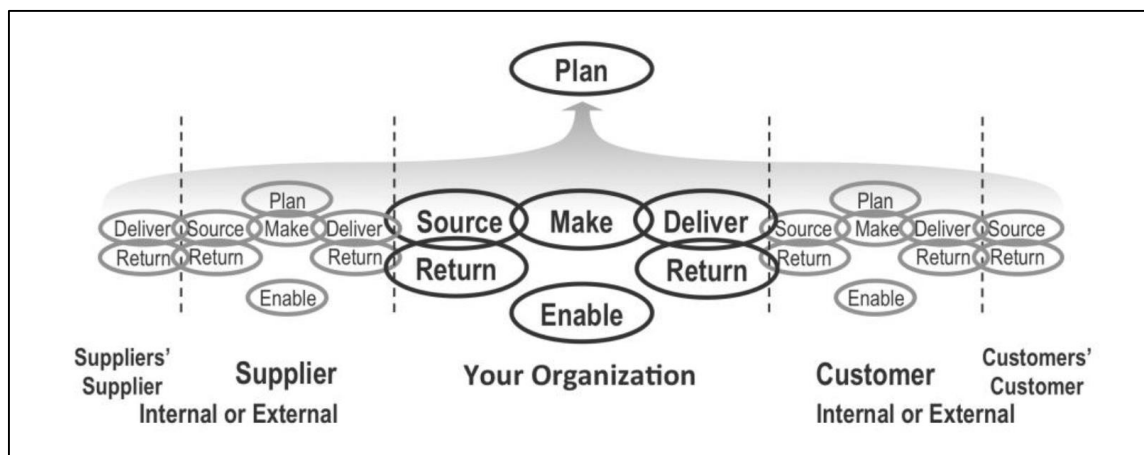 Plan
Plan Plan
Deliver Source Make Deliver Source Make Deliver Source Make Deliver Source
Return Return Return Return Return Return Return Return
Enable Enable Enable
Suppliers' Supplier Your Organization Customer Customers'
Supplier Customer
Internal or External Internal or External